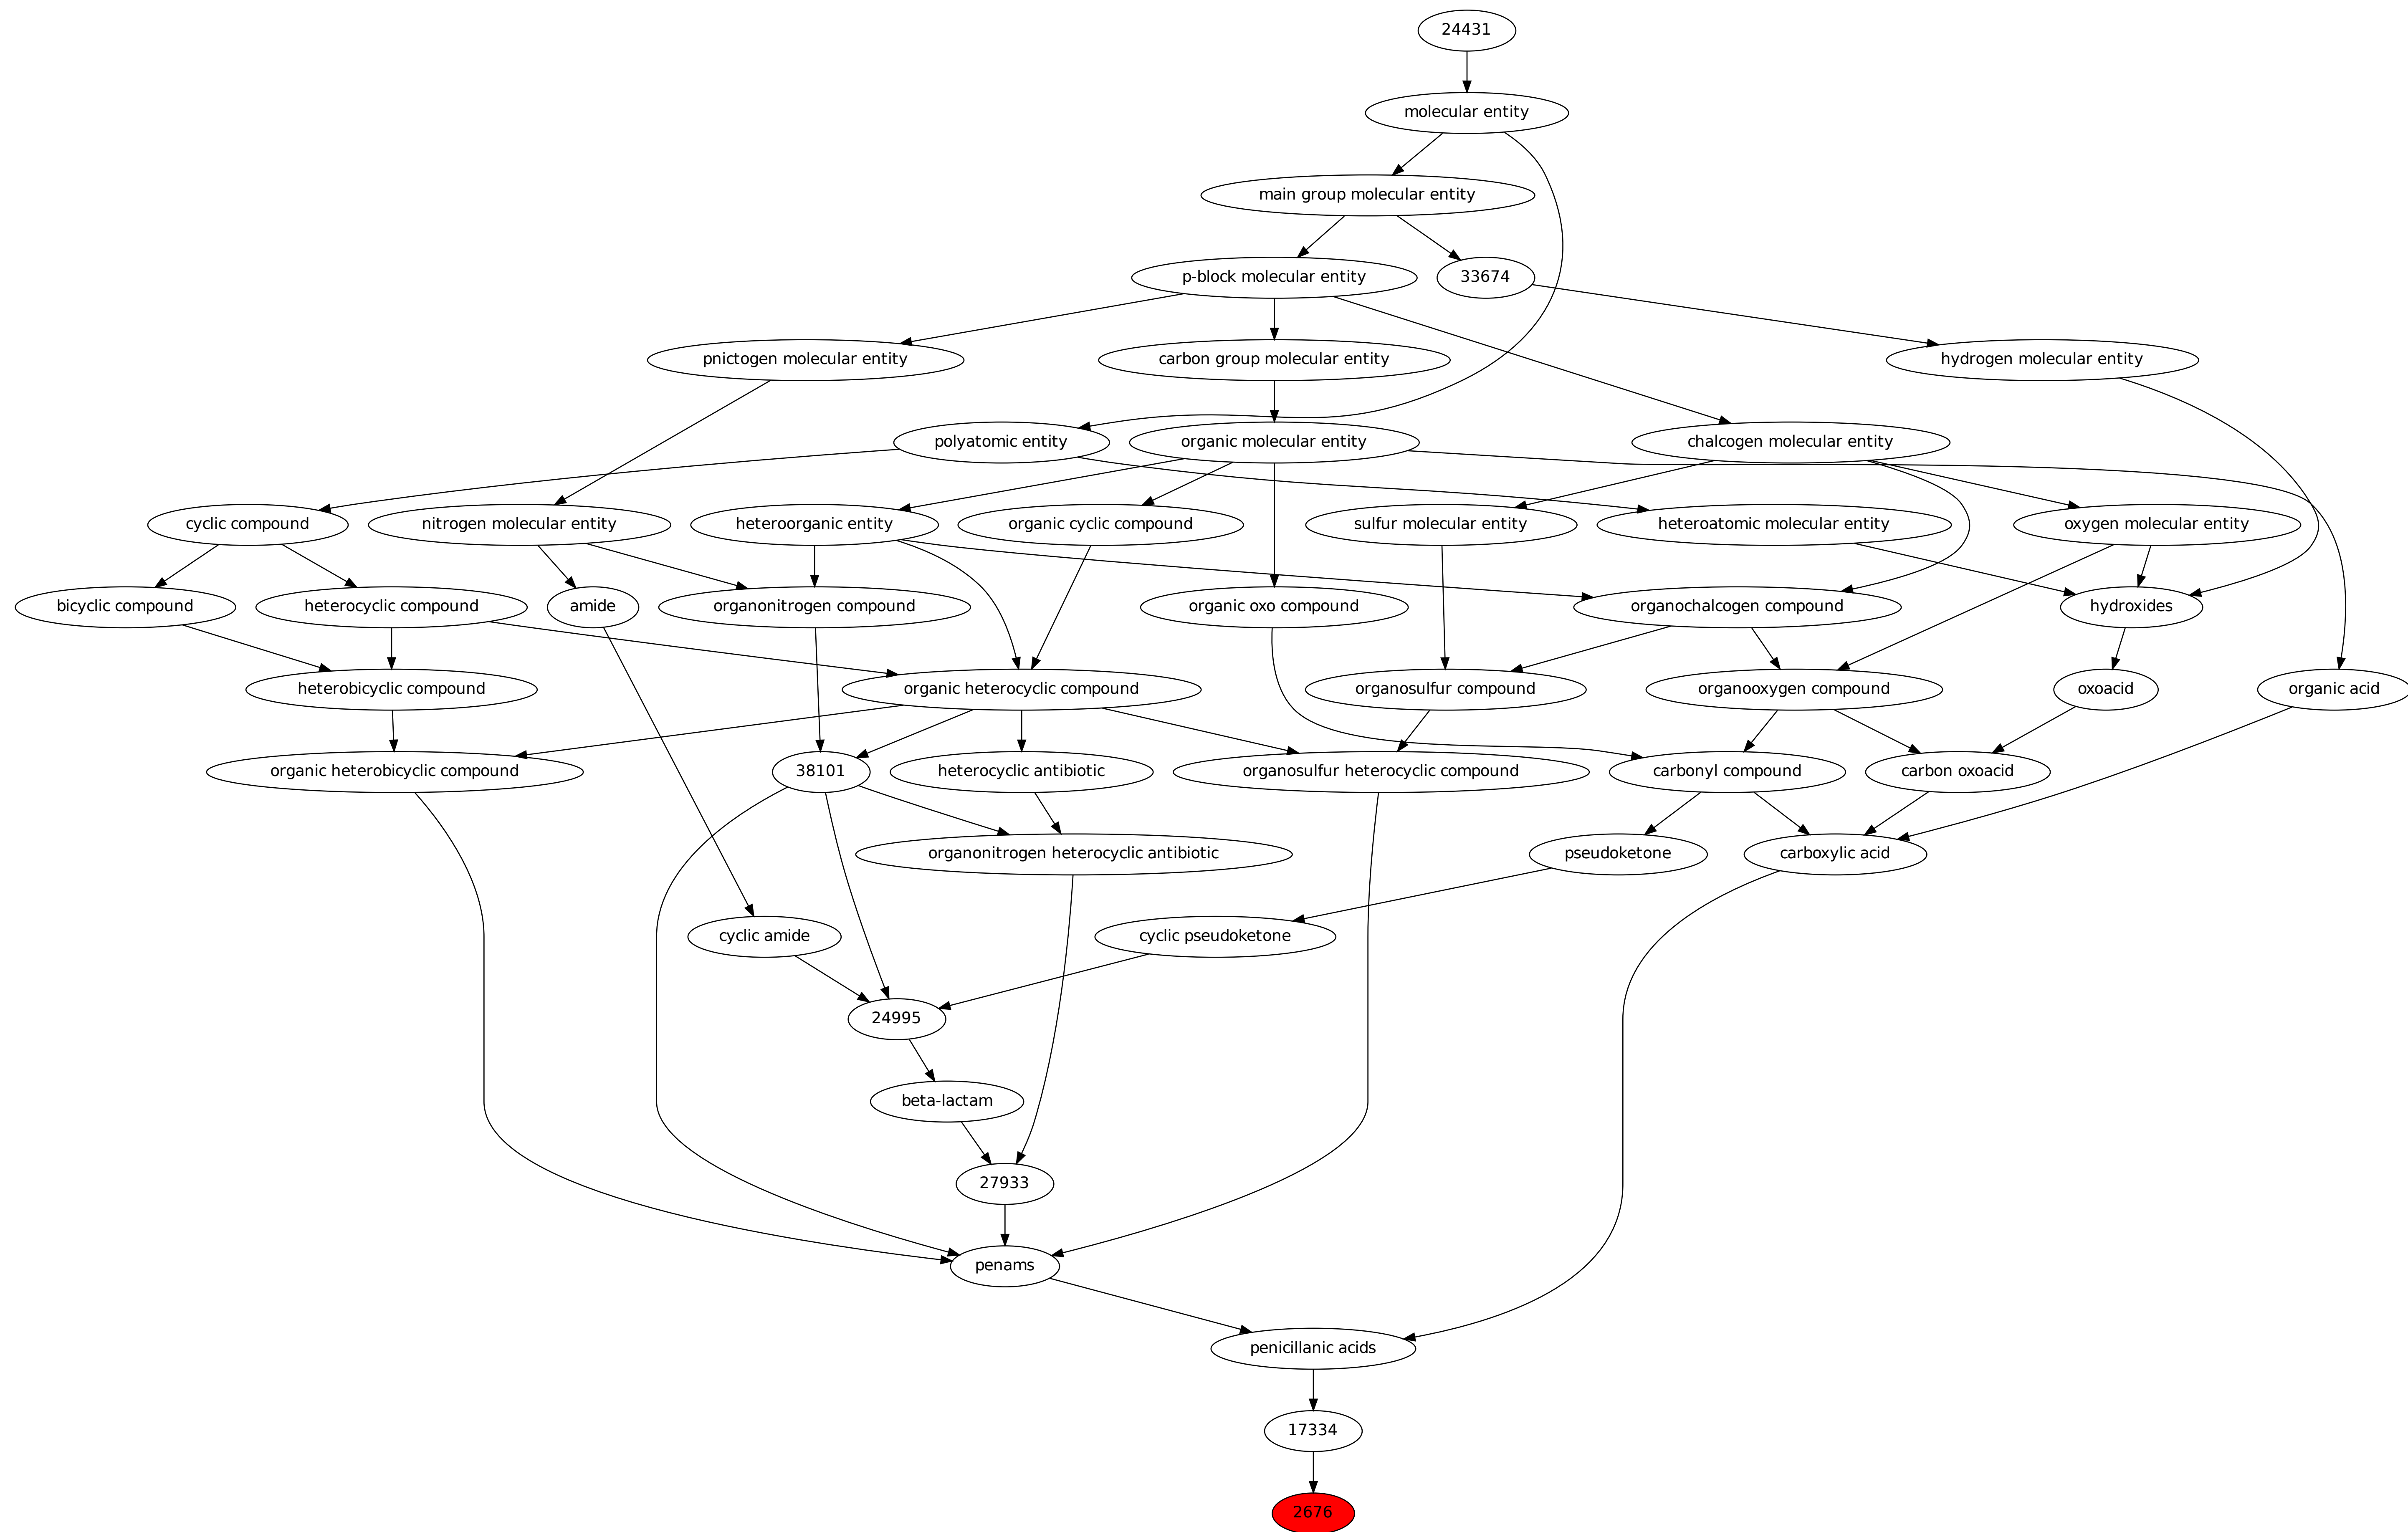 24431
molecular entity
main group molecular entity
p-block molecular entity
33674
pnictogen molecular entity
carbon group molecular entity
hydrogen molecular entity
polyatomic entity
organic molecular entity
chalcogen molecular entity
cyclic compound
nitrogen molecular entity
heteroorganic entity
organic cyclic compound
sulfur molecular entity
heteroatomic molecular entity
oxygen molecular entity
bicyclic compound
heterocyclic compound
amide
organonitrogen compound
organic oxo compound
organochalcogen compound
hydroxides
heterobicyclic compound
organic heterocyclic compound
organosulfur compound
organooxygen compound
oxoacid
organic acid
organic heterobicyclic compound
38101
heterocyclic antibiotic
organosulfur heterocyclic compound
carbonyl compound
carbon oxoacid
organonitrogen heterocyclic antibiotic
pseudoketone
carboxylic acid
cyclic amide
cyclic pseudoketone
24995
beta-lactam
27933
penams
penicillanic acids
17334
2676